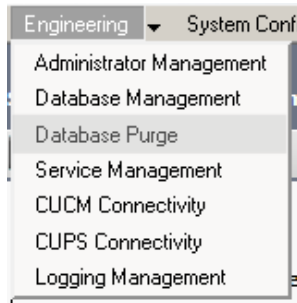 Engineering System Conf
Administrator Management
Database Management
Database Purge
Service Management
CUCM Connectivity
CUPS Connectivity
Logging Management